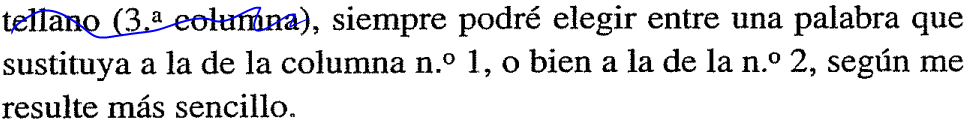 tellano (3.ª columna), siempre podré elegir entre una palabra que
sustituya a la de la columna n.º 1, o bien a la de la n.º 2, según me
resulte más sencillo.